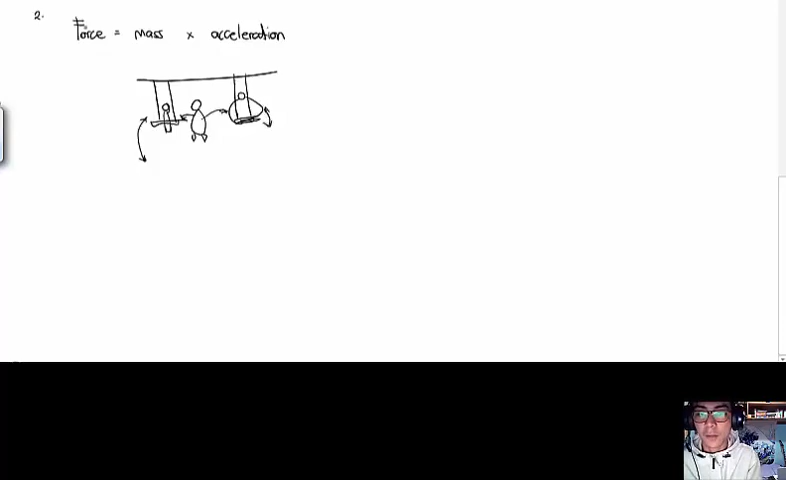 2.
Force = mass x acceleration